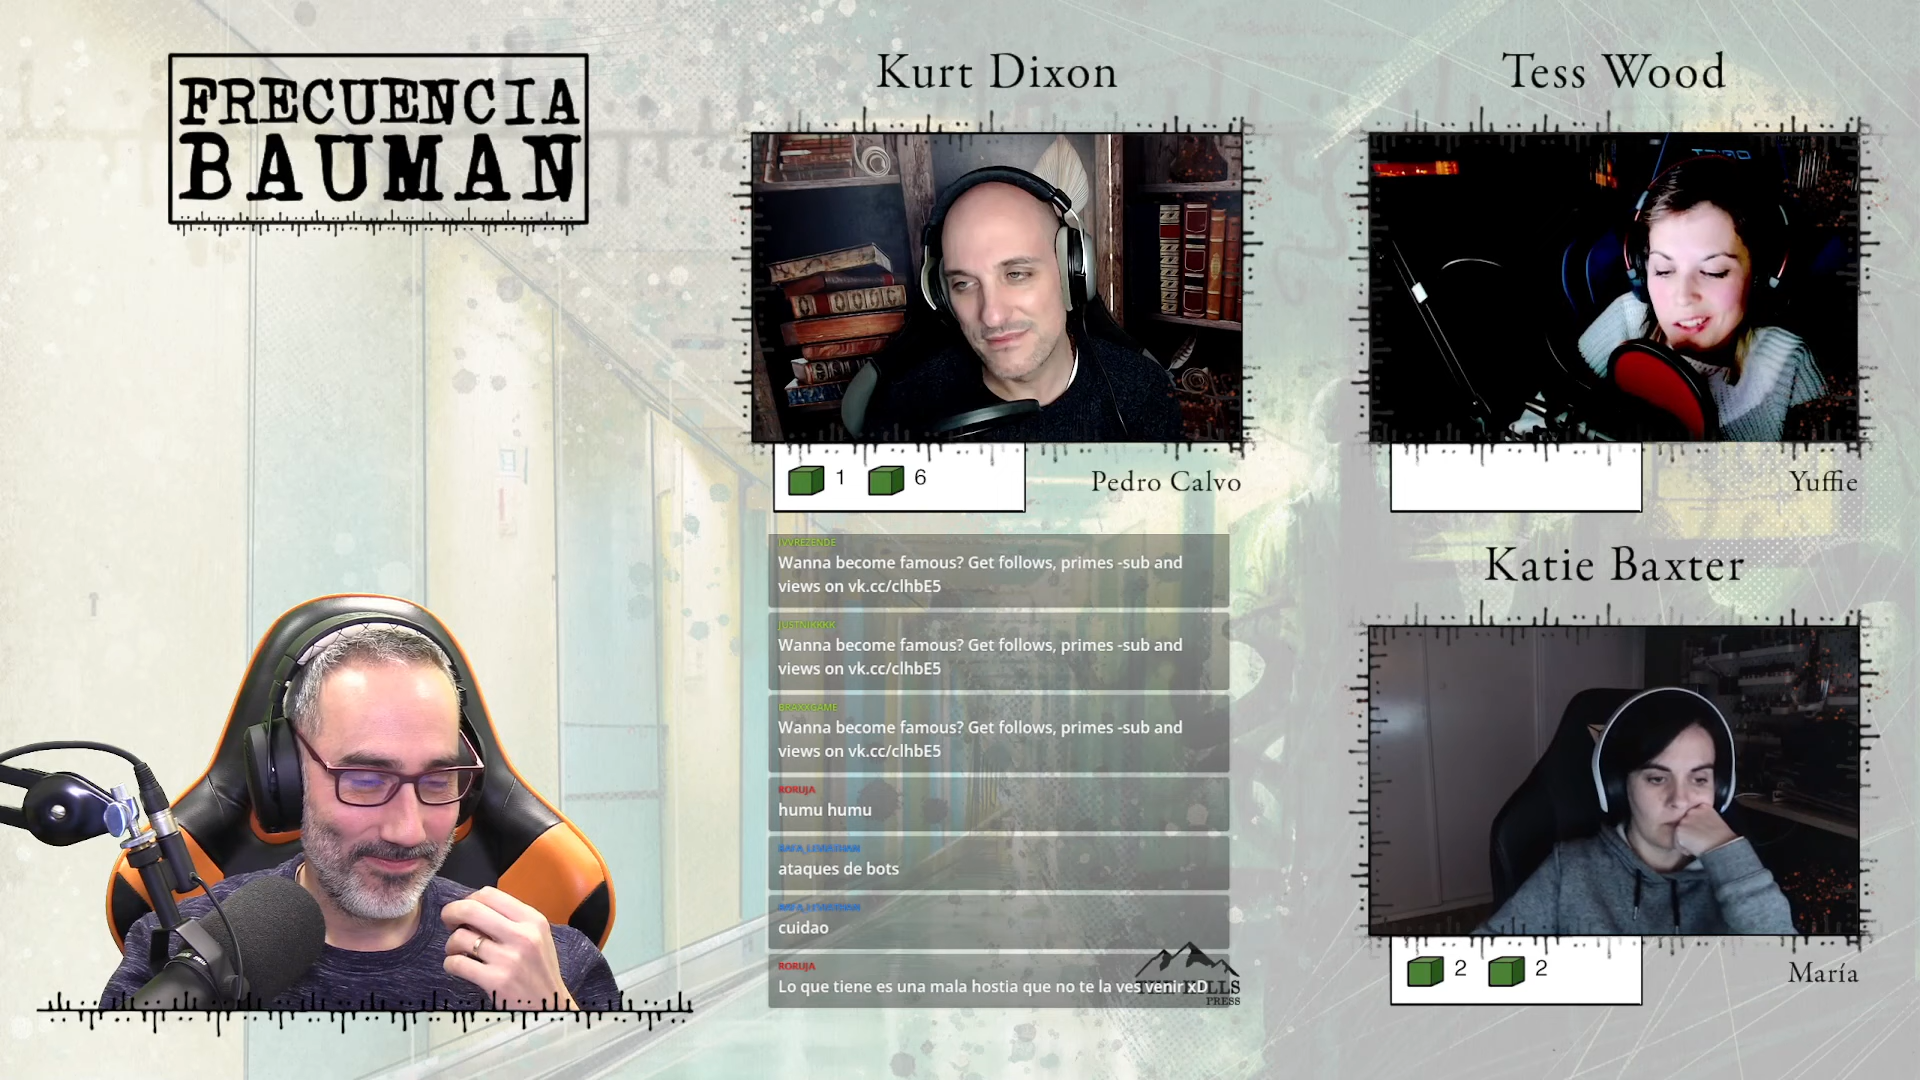 FRECUENCIA
BAUMAN
Kurt Dixon
Tess Wood
1 6
Pedro Calvo
Yuffie
Katie Baxter
Wanna become famous? Get follows, primes -sub and
views on vk.cc/clhbE5
JUSTNIKKKK
Wanna become famous? Get follows, primes -sub and
views on vk.cc/clhbE5
BRAXXGAME
Wanna become famous? Get follows, primes -sub and
views on vk.cc/clhbE5
RORUJA
humu humu
ataques de bots
cuidao
RORUJA
Lo que tiene es una mala hostia que no te la ves venir xD
PRESS
2 2
María